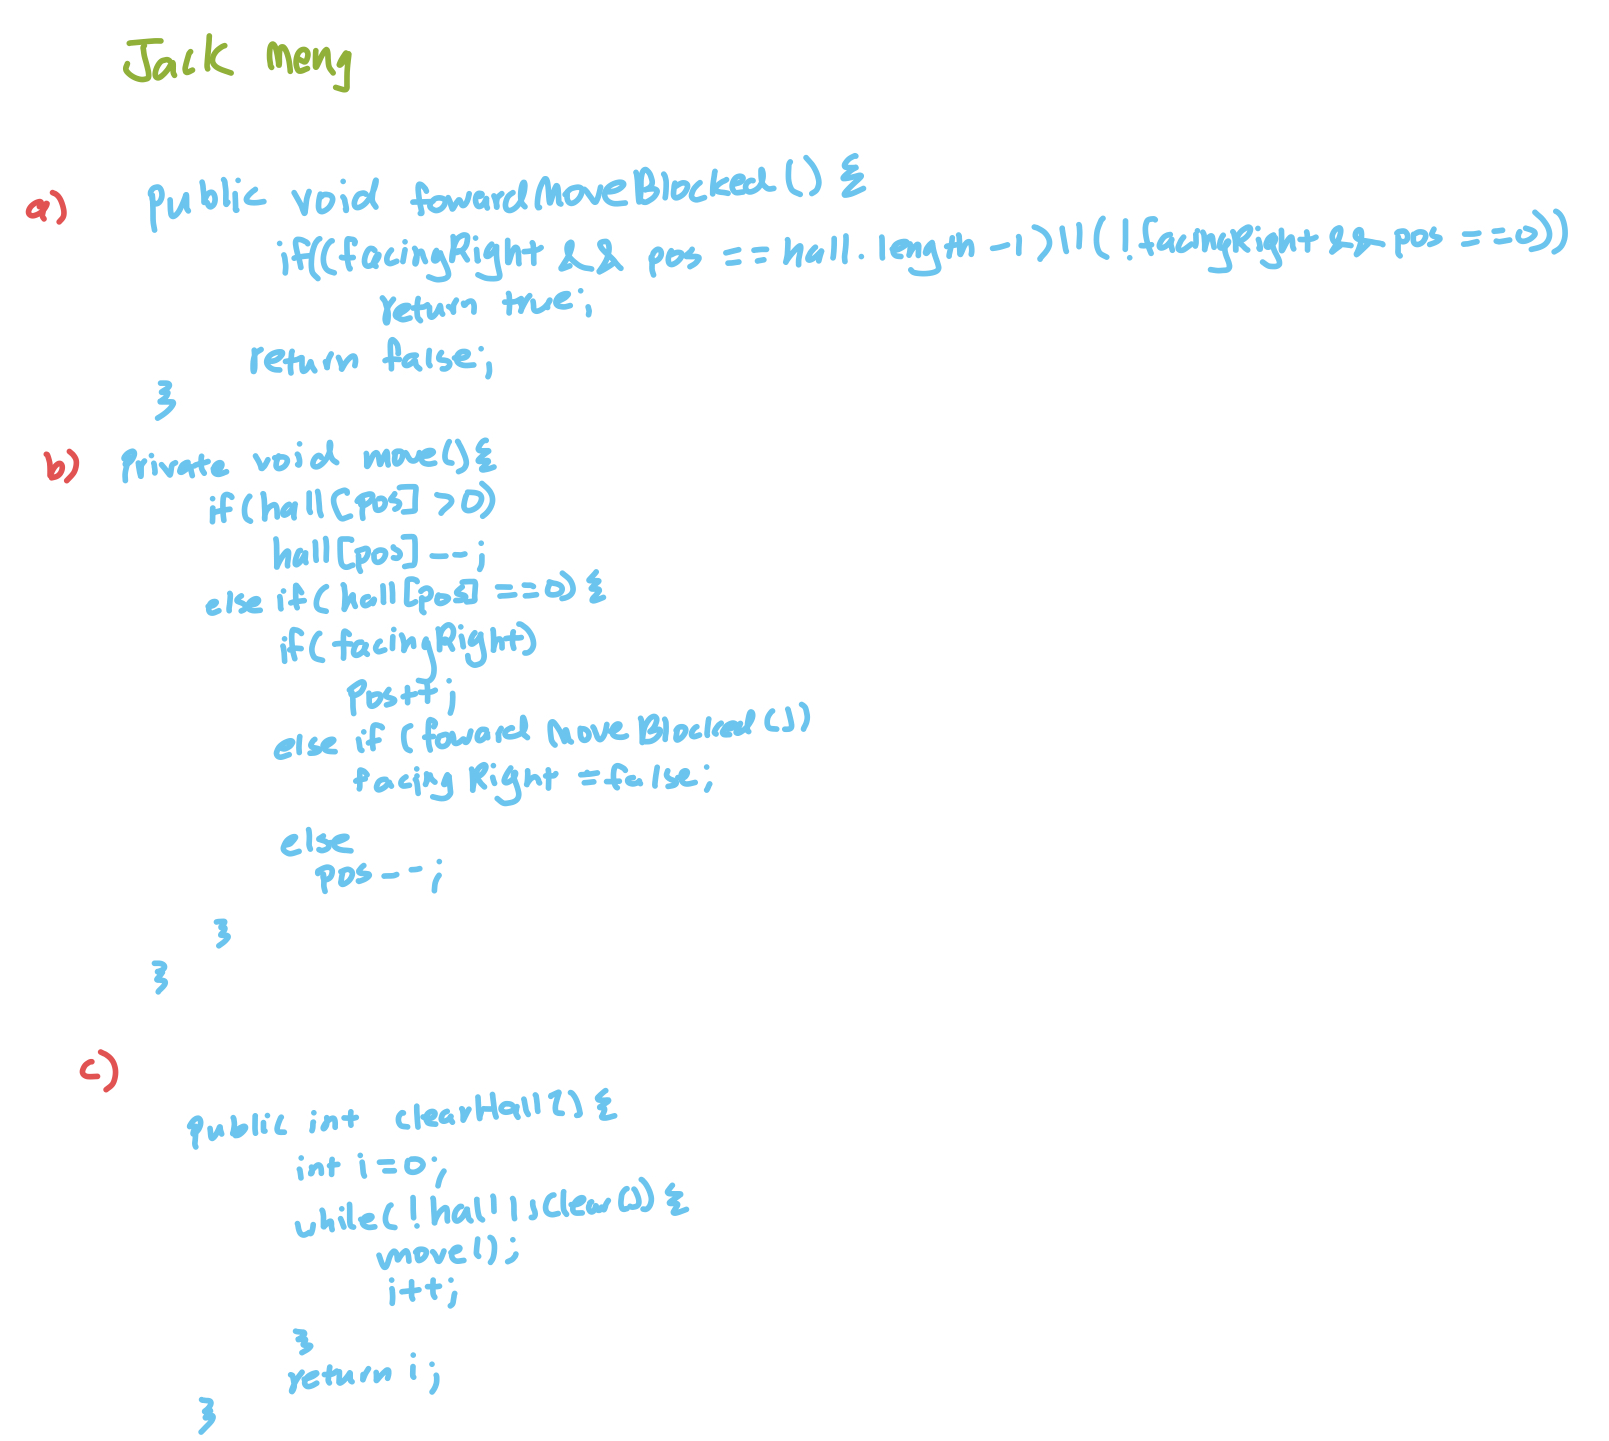 Jack meng
a) public void fowardMoveBlocked() {
if((facingRight && pos == hall.length -1)||(!facingRight && pos ==0))
return true;
return false;
}
b) private void move(){
if(hall[pos] >0)
hall[pos]--;
else if(hall[pos] ==0){
if(facingRight)
pos++;
else if (fowardMoveBlocked())
facingRight =false;
else
pos--;
}
}
c)
public int clearHall() {
int i=0;
while(!hallIsClear()) {
move();
i++;
}
return i;
}